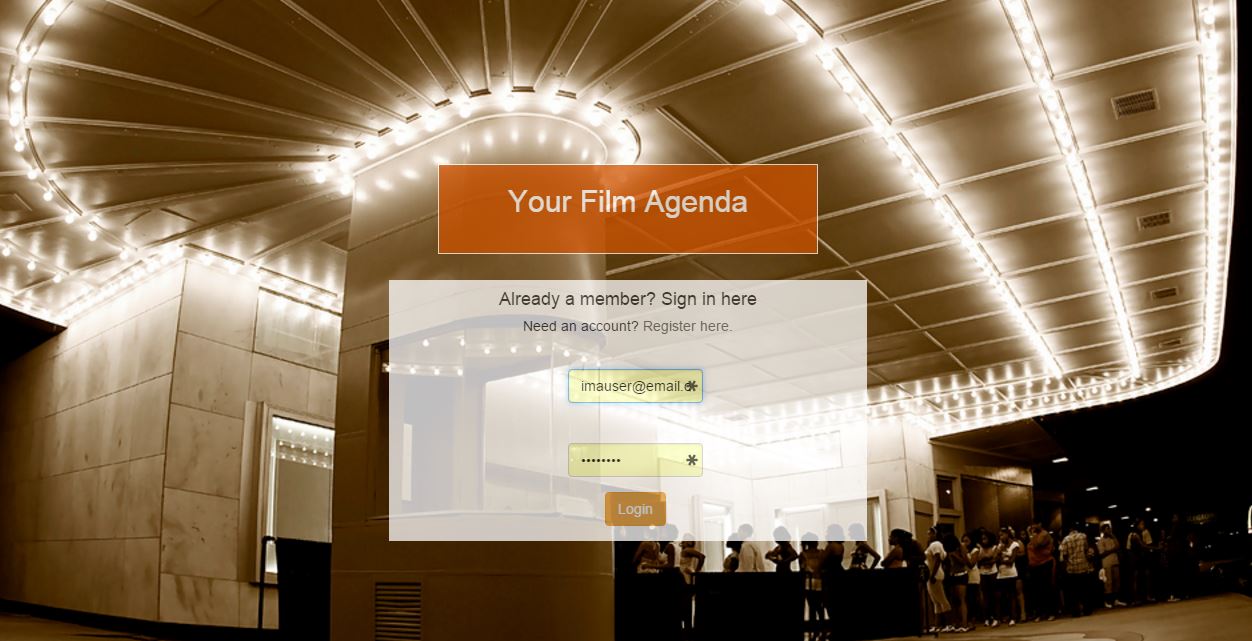 Your Film Agenda
Already a member? Sign in here
Need an account? Register here.
imauser@email.c
••••••••
Login